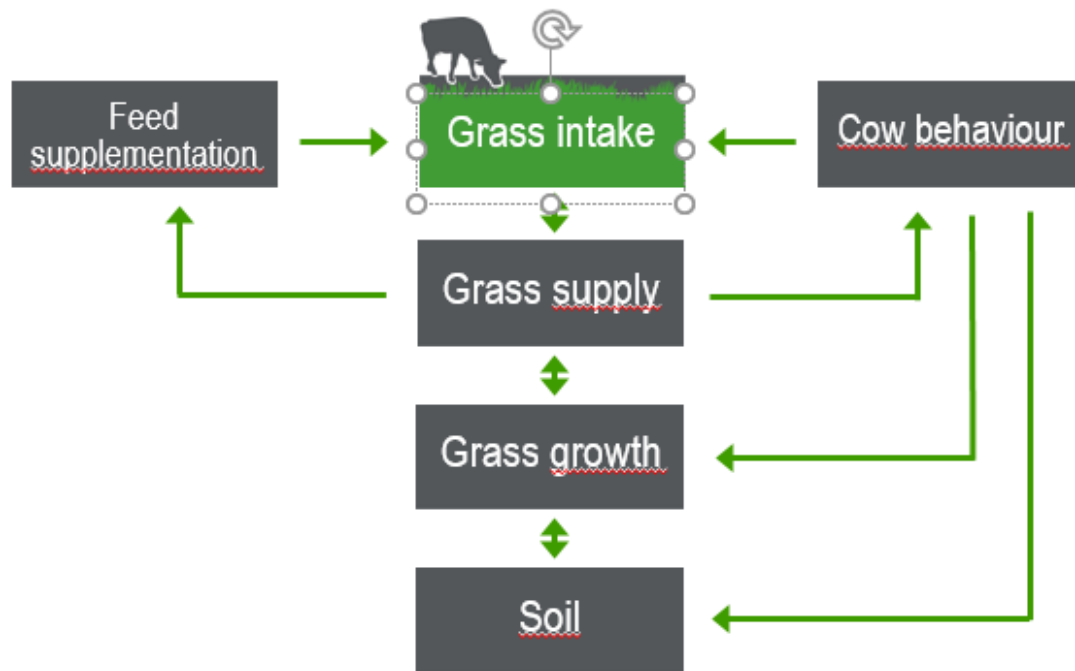 Feed
supplementation
Grass intake
Cow behaviour
Grass supply
Grass growth
Soil